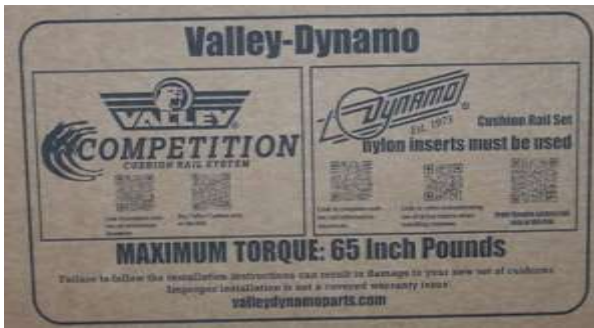 Valley-Dynamo
VALLEY
COMPETITION
CUSHION RAIL SYSTEM
DYNAMO
Est. 1973
Cushion Rail Set
nylon inserts must be used
MAXIMUM TORQUE: 65 Inch Pounds
Failure to follow the installation instructions can result in damage to your new set of cushions
Improper installation is not a covered warranty issue.
valleydynamoparts.com